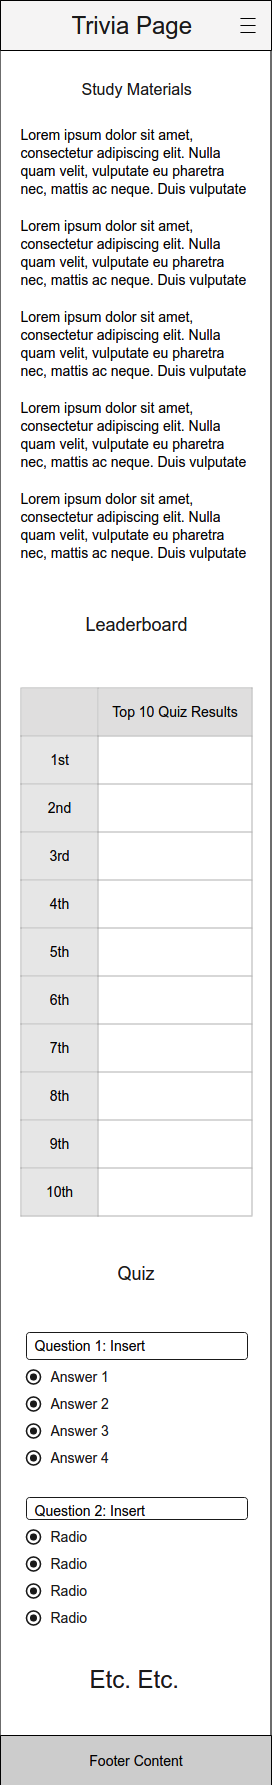 Trivia Page
Study Materials
Lorem ipsum dolor sit amet,
consectetur adipiscing elit. Nulla
quam velit, vulputate eu pharetra
nec, mattis ac neque. Duis vulputate
Lorem ipsum dolor sit amet,
consectetur adipiscing elit. Nulla
quam velit, vulputate eu pharetra
nec, mattis ac neque. Duis vulputate
Lorem ipsum dolor sit amet,
consectetur adipiscing elit. Nulla
quam velit, vulputate eu pharetra
nec, mattis ac neque. Duis vulputate
Lorem ipsum dolor sit amet,
consectetur adipiscing elit. Nulla
quam velit, vulputate eu pharetra
nec, mattis ac neque. Duis vulputate
Lorem ipsum dolor sit amet,
consectetur adipiscing elit. Nulla
quam velit, vulputate eu pharetra
nec, mattis ac neque. Duis vulputate
Leaderboard
Top 10 Quiz Results
1st
2nd
3rd
4th
5th
6th
7th
8th
9th
10th
Quiz
Question 1: Insert
Answer 1
Answer 2
Answer 3
Answer 4
Question 2: Insert
Radio
Radio
Radio
Radio
Etc. Etc.
Footer Content